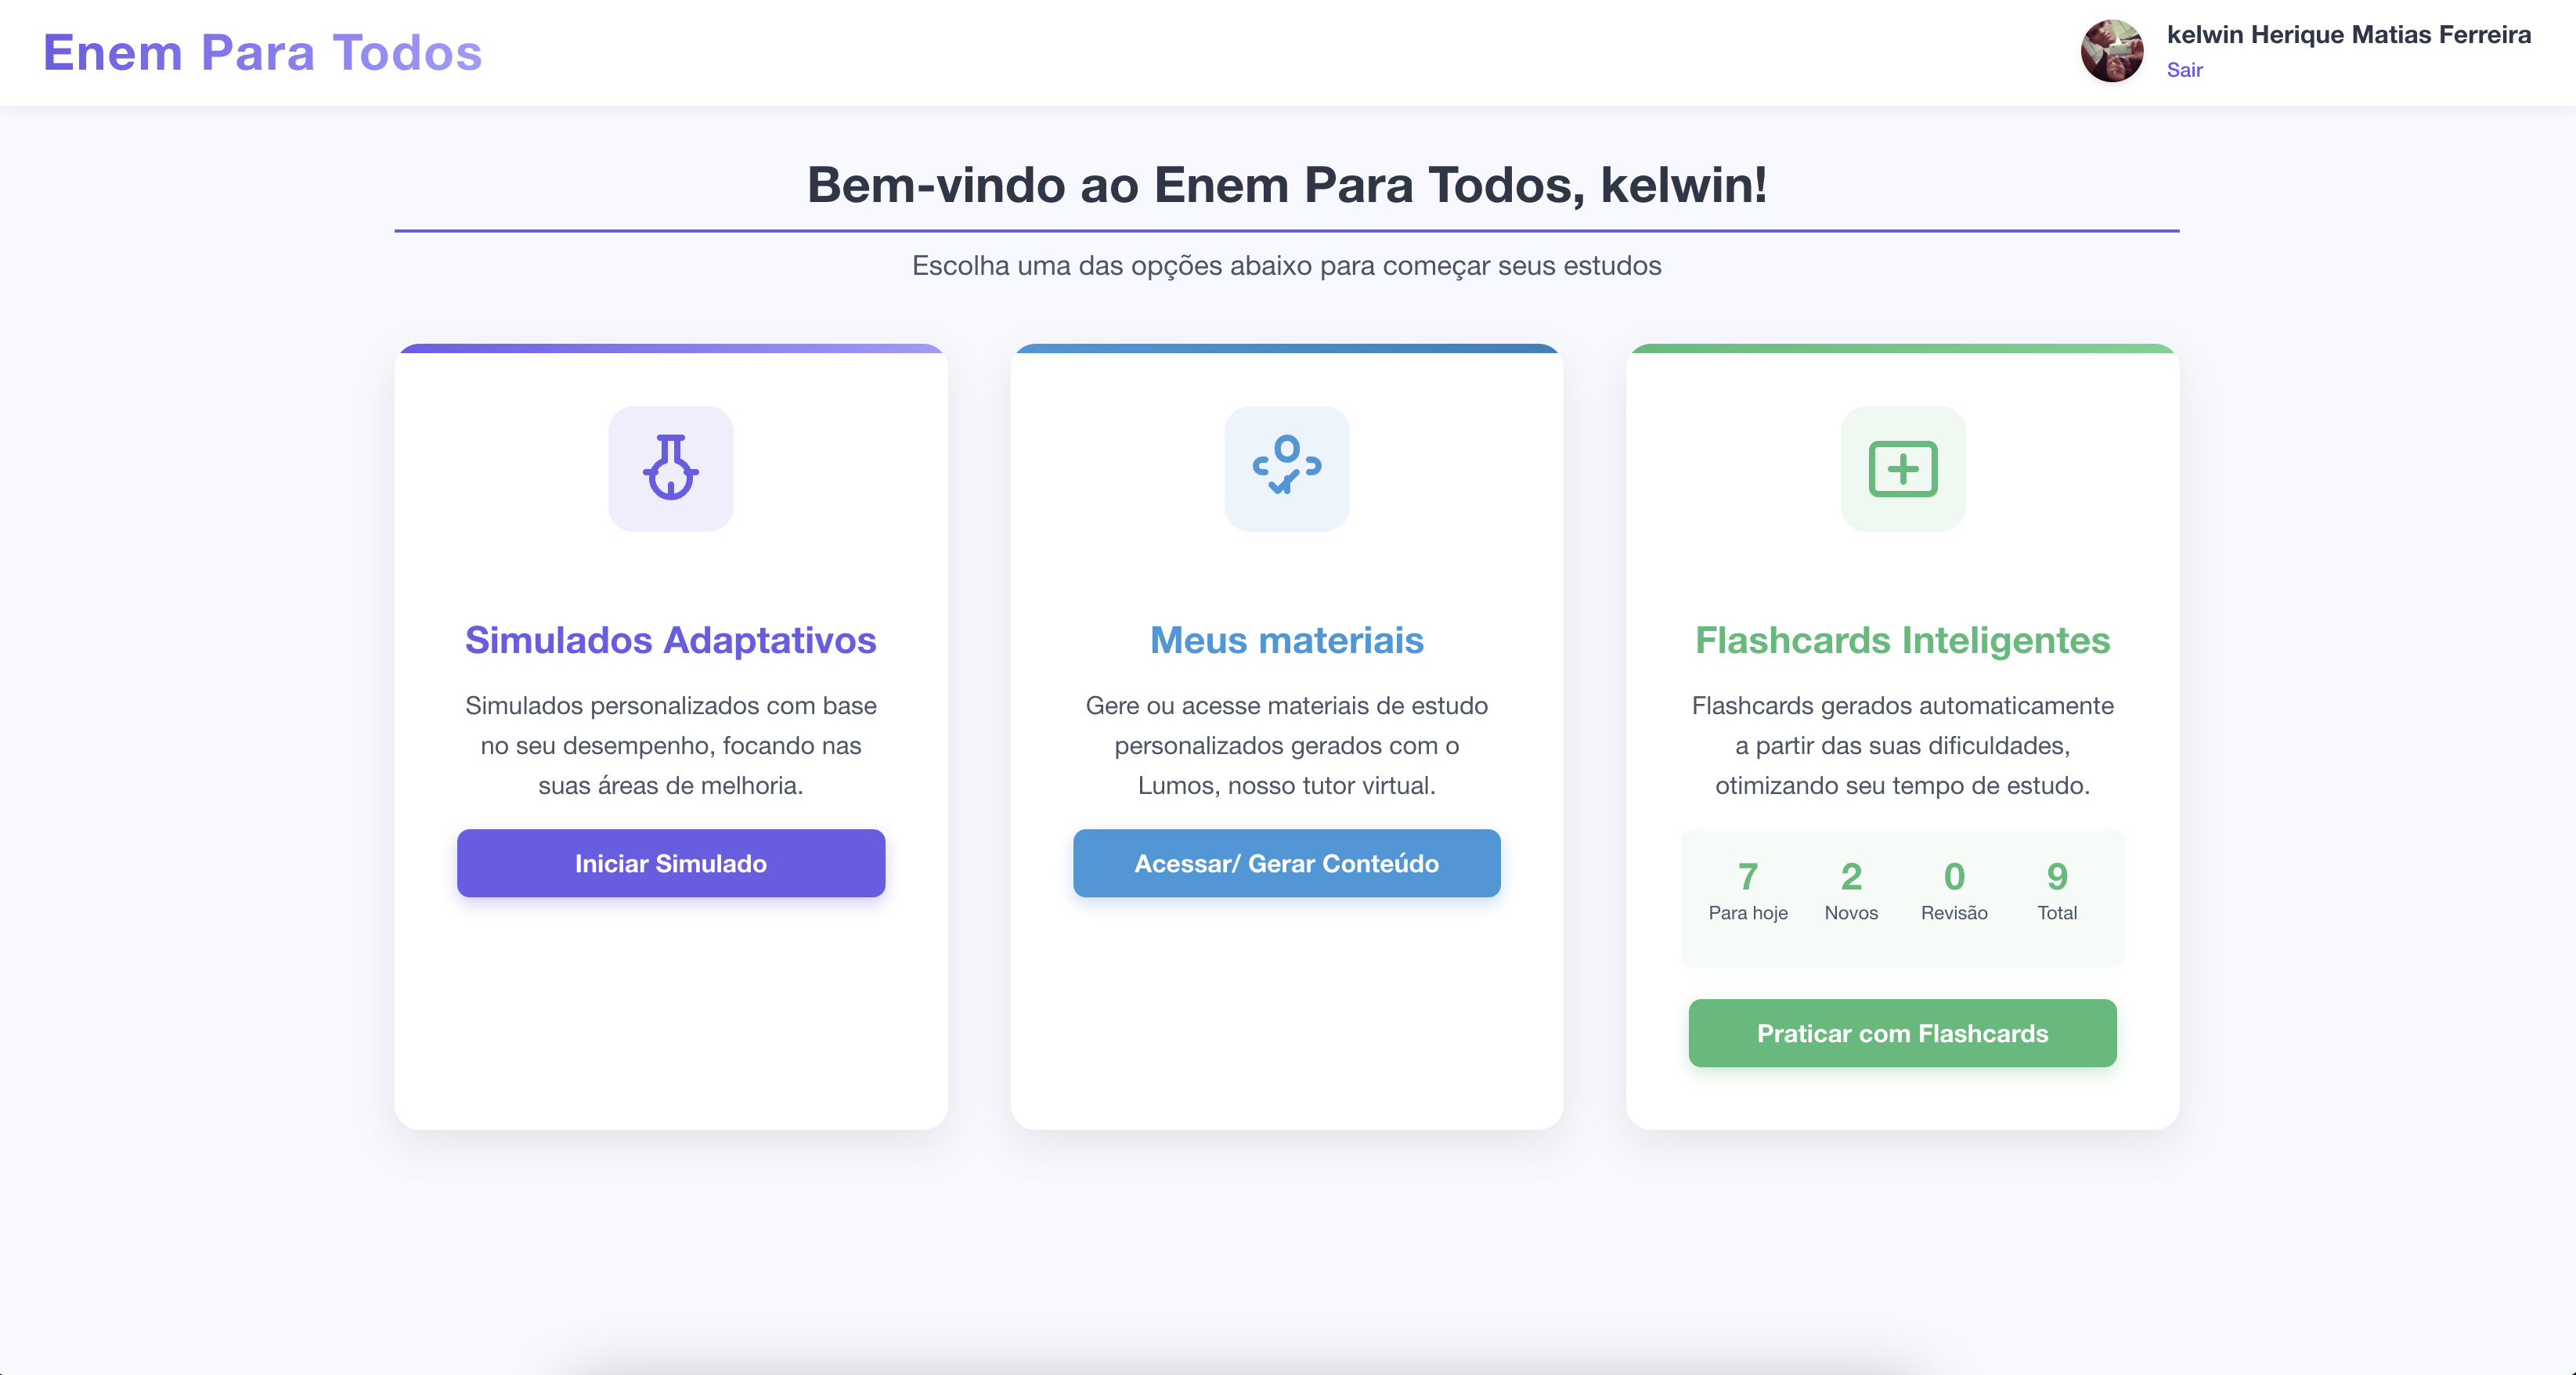 Enem Para Todos
kelwin Herique Matias Ferreira
Sair
Bem-vindo ao Enem Para Todos, kelwin!
Escolha uma das opções abaixo para começar seus estudos
Simulados Adaptativos
Simulados personalizados com base
no seu desempenho, focando nas
suas áreas de melhoria.
Iniciar Simulado
Meus materiais
Gere ou acesse materiais de estudo
personalizados gerados com o
Lumos, nosso tutor virtual.
Acessar/ Gerar Conteúdo
Flashcards Inteligentes
Flashcards gerados automaticamente
a partir das suas dificuldades,
otimizando seu tempo de estudo.
7 2 0 9
Para hoje Novos Revisão Total
Praticar com Flashcards